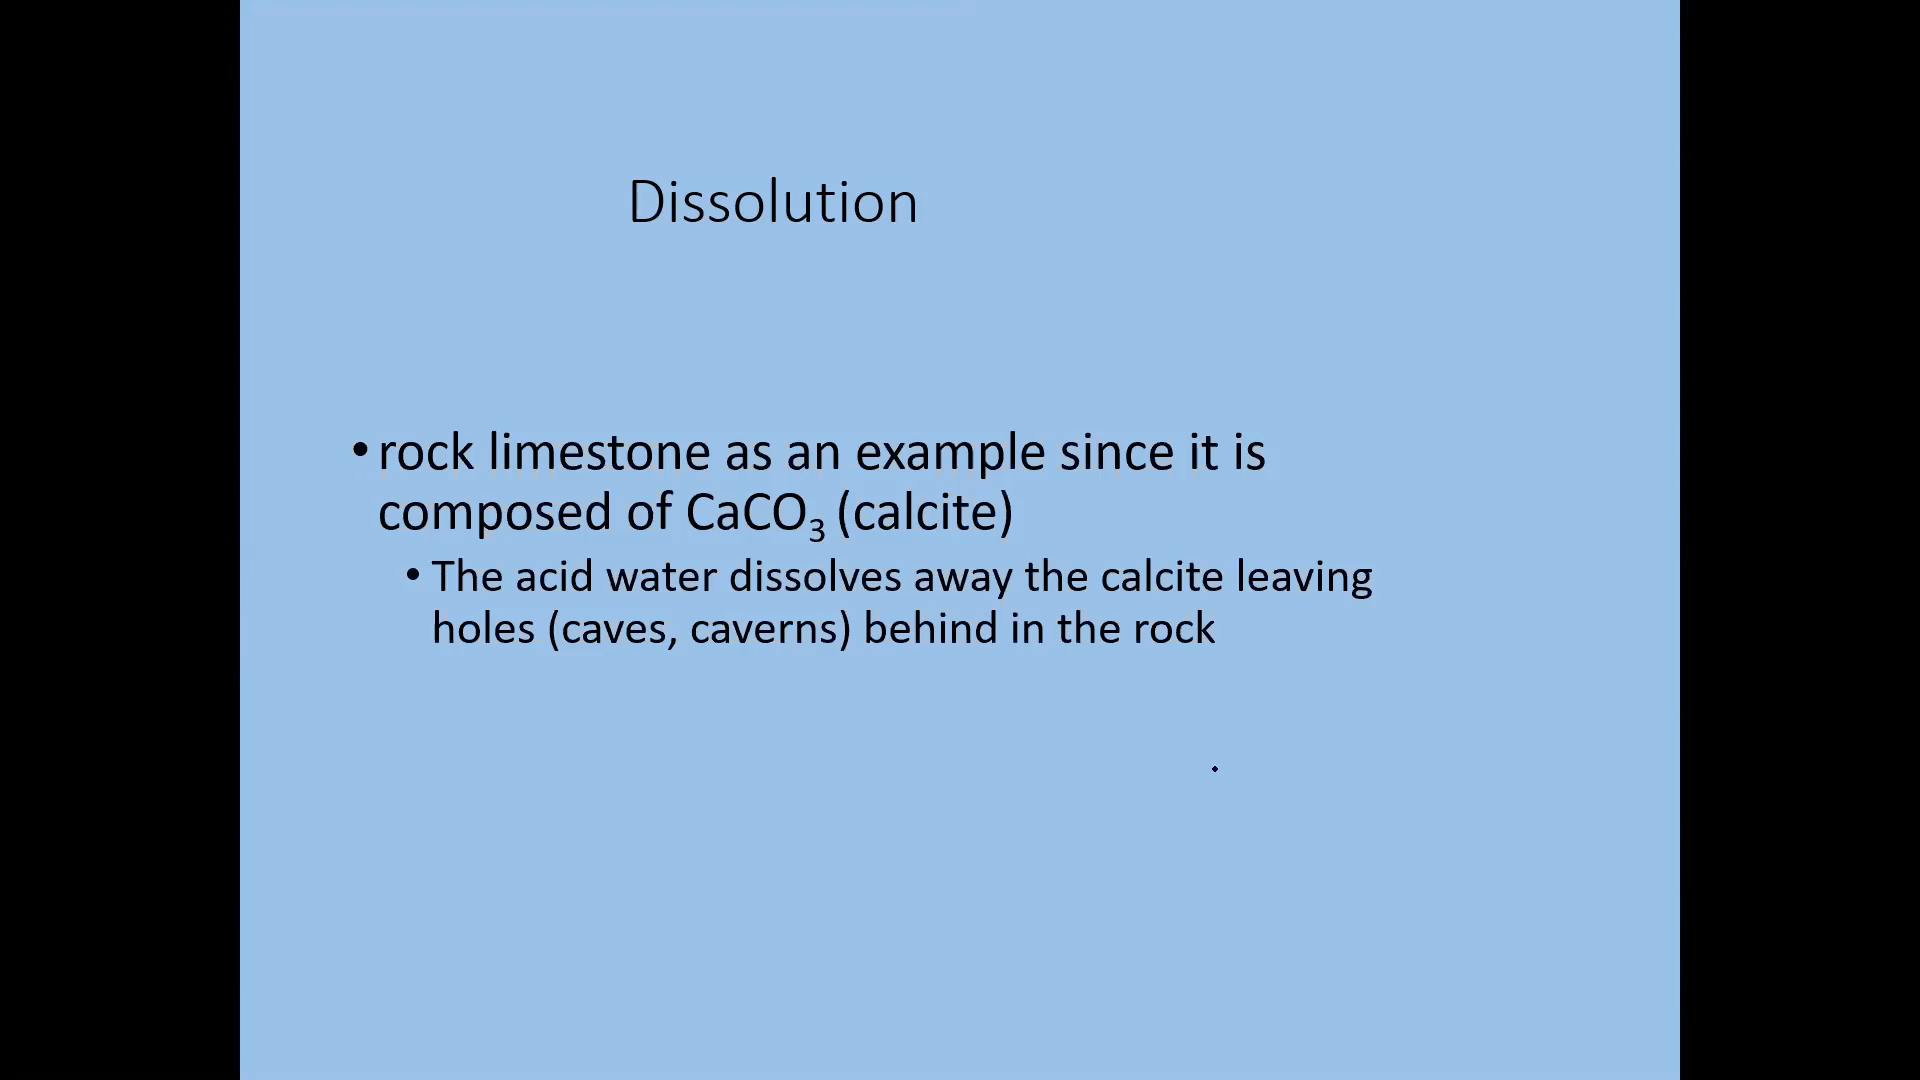 Dissolution
• rock limestone as an example since it is
composed of CaCO₃ (calcite)
• The acid water dissolves away the calcite leaving
holes (caves, caverns) behind in the rock